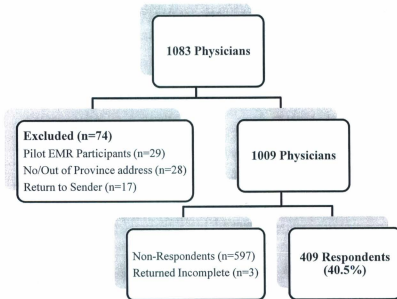 1083 Physicians
Excluded (n=74)
Pilot EMR Participants (n=29)
No/Out of Province address (n=28)
Return to Sender (n=17)
1009 Physicians
Non-Respondents (n=597)
Returned Incomplete (n=3)
409 Respondents
(40.5%)